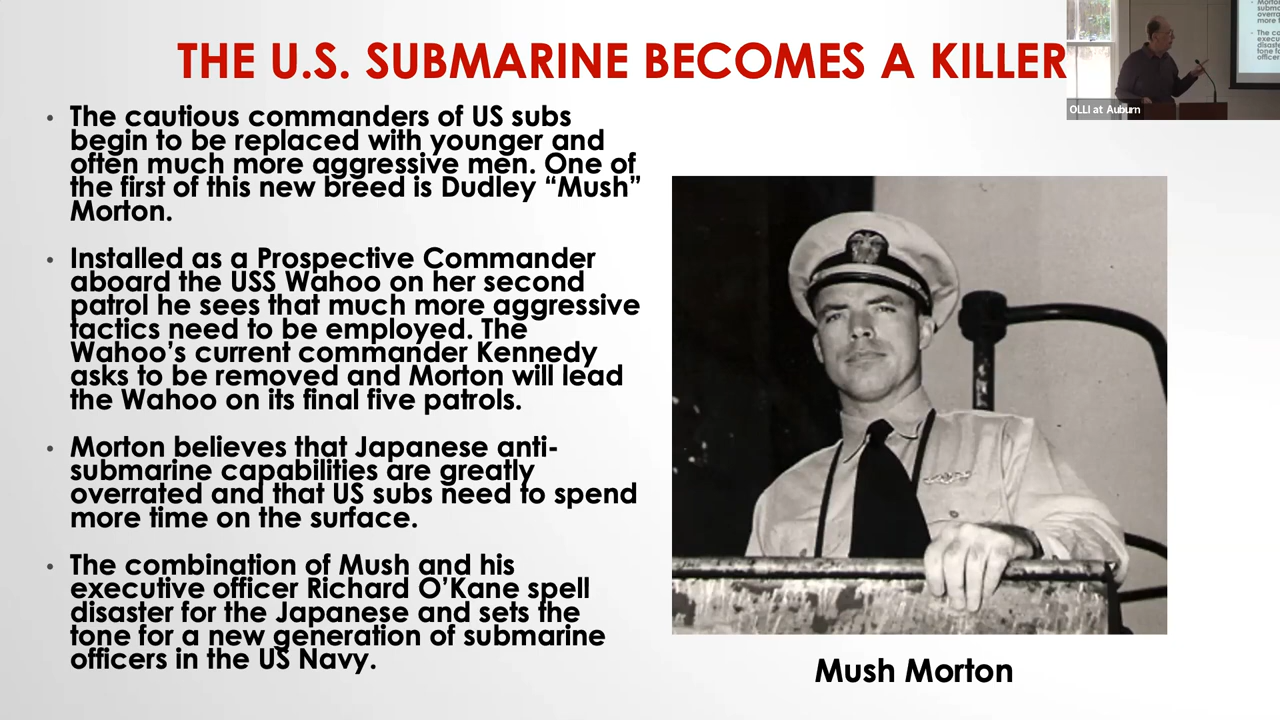 THE U.S. SUBMARINE BECOMES A KILLER
OLLI at Auburn
• The cautious commanders of US subs
begin to be replaced with younger and
often much more aggressive men. One of
the first of this new breed is Dudley “Mush”
Morton.
• Installed as a Prospective Commander
aboard the USS Wahoo on her second
patrol he sees that much more aggressive
tactics need to be employed. The
Wahoo’s current commander Kennedy
asks to be removed and Morton will lead
the Wahoo on its final five patrols.
• Morton believes that Japanese anti-
submarine capabilities are greatly
overrated and that US subs need to spend
more time on the surface.
• The combination of Mush and his
executive officer Richard O’Kane spell
disaster for the Japanese and sets the
tone for a new generation of submarine
officers in the US Navy.
Mush Morton